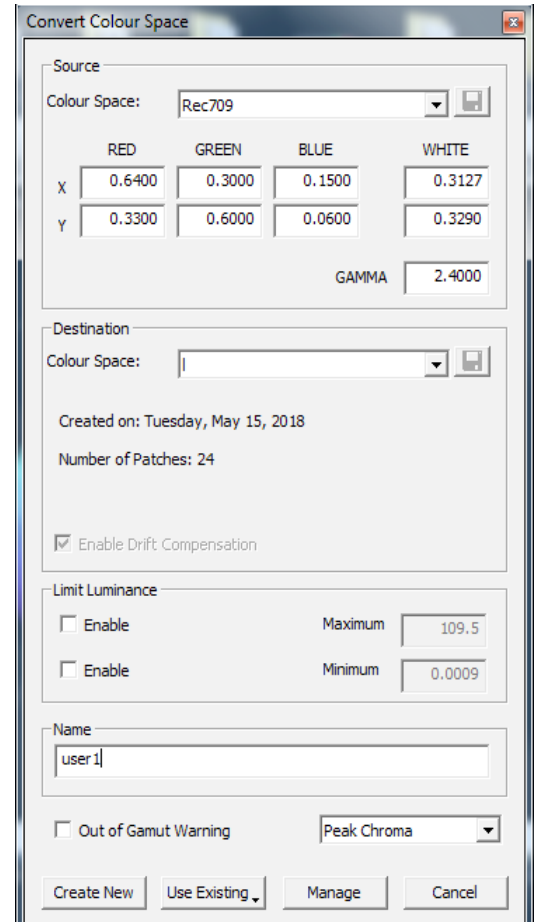 Convert Colour Space
Source
Colour Space: Rec709
RED GREEN BLUE WHITE
X 0.6400 0.3000 0.1500 0.3127
Y 0.3300 0.6000 0.0600 0.3290
GAMMA 2.4000
Destination
Colour Space: l
Created on: Tuesday, May 15, 2018
Number of Patches: 24
Enable Drift Compensation
Limit Luminance
Enable Maximum 109.5
Enable Minimum 0.0009
Name
user1
Out of Gamut Warning Peak Chroma
Create New Use Existing Manage Cancel